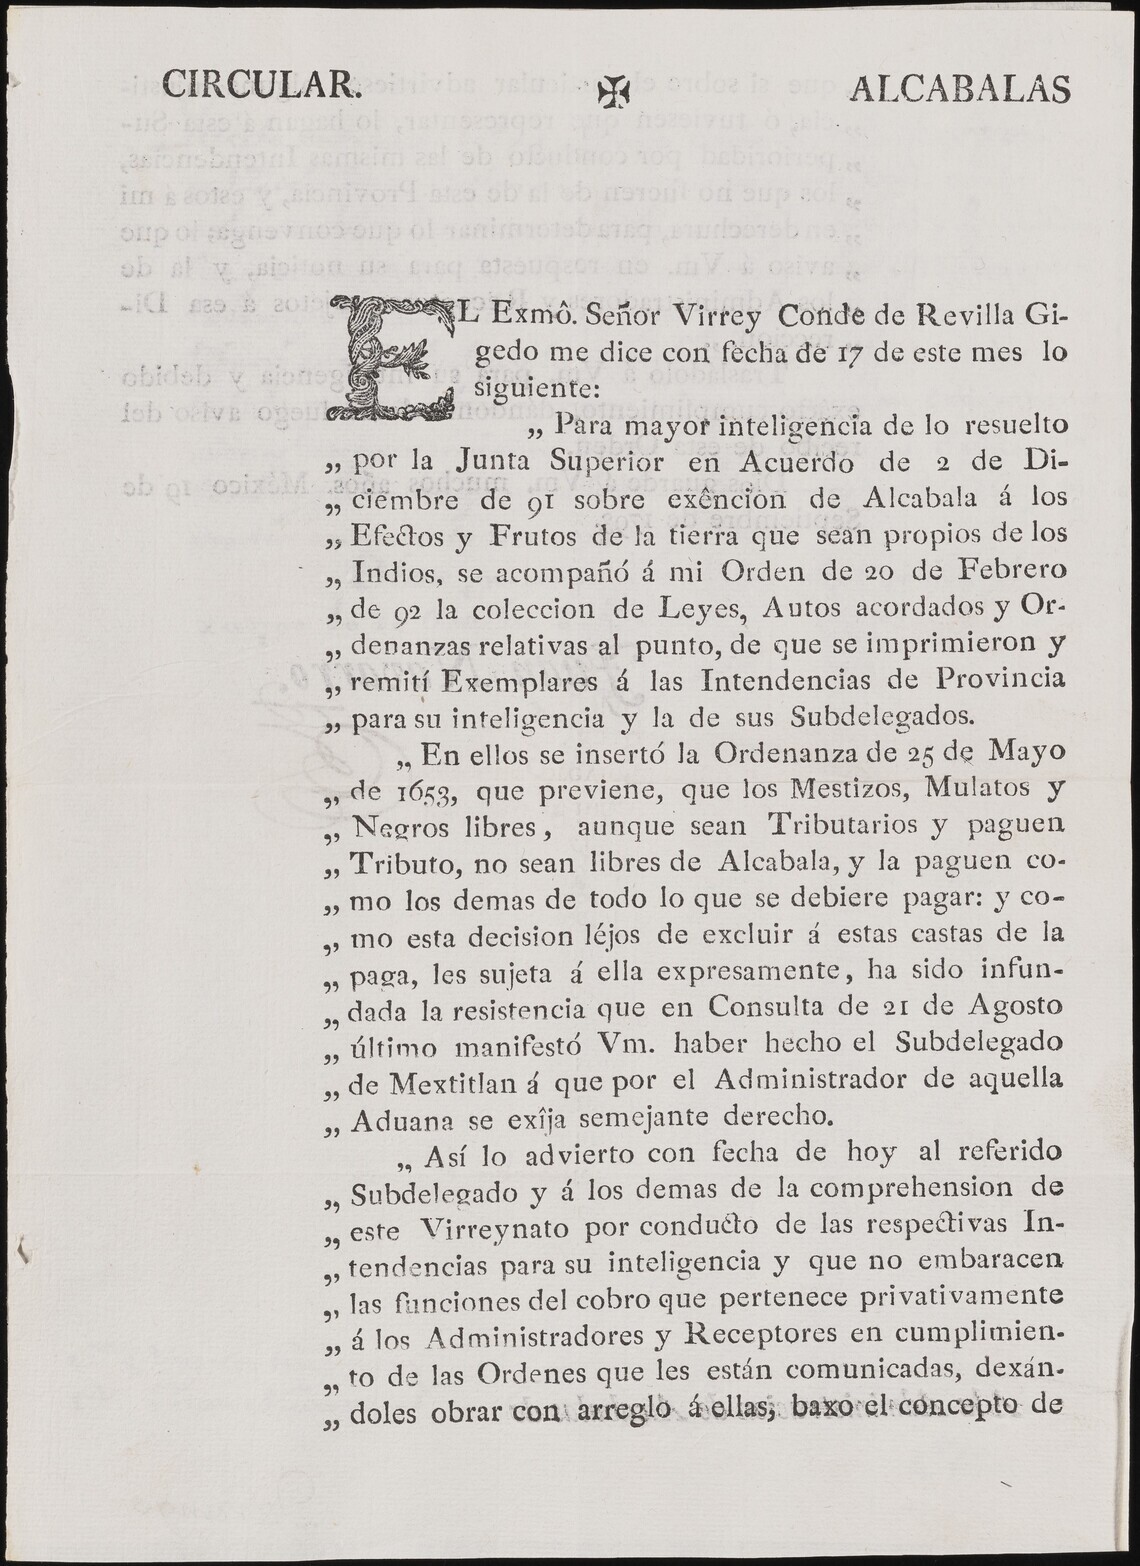 CIRCULAR. ✠ ALCABALAS
EL Exmô. Señor Virrey Conde de Revilla Gi-
gedo me dice con fecha de 17 de este mes lo
siguiente:
„ Para mayor inteligencia de lo resuelto
„ por la Junta Superior en Acuerdo de 2 de Di-
„ ciembre de 91 sobre exêncion de Alcabala á los
„ Efectos y Frutos de la tierra que sean propios de los
„ Indios, se acompañó á mi Orden de 20 de Febrero
„ de 92 la coleccion de Leyes, Autos acordados y Or-
„ denanzas relativas al punto, de que se imprimieron y
„ remití Exemplares á las Intendencias de Provincia
„ para su inteligencia y la de sus Subdelegados.
„ En ellos se insertó la Ordenanza de 25 de Mayo
„ de 1653, que previene, que los Mestizos, Mulatos y
„ Negros libres, aunque sean Tributarios y paguen
„ Tributo, no sean libres de Alcabala, y la paguen co-
„ mo los demas de todo lo que se debiere pagar: y co-
„ mo esta decision léjos de excluir á estas castas de la
„ paga, les sujeta á ella expresamente, ha sido infun-
„ dada la resistencia que en Consulta de 21 de Agosto
„ último manifestó Vm. haber hecho el Subdelegado
„ de Mextitlan á que por el Administrador de aquella
„ Aduana se exîja semejante derecho.
„ Así lo advierto con fecha de hoy al referido
„ Subdelegado y á los demas de la comprehension de
„ este Virreynato por conducto de las respectivas In-
„ tendencias para su inteligencia y que no embaracen
„ las funciones del cobro que pertenece privativamente
„ á los Administradores y Receptores en cumplimien-
„ to de las Ordenes que les están comunicadas, dexán-
„ doles obrar con arreglo á ellas, baxo el concepto de